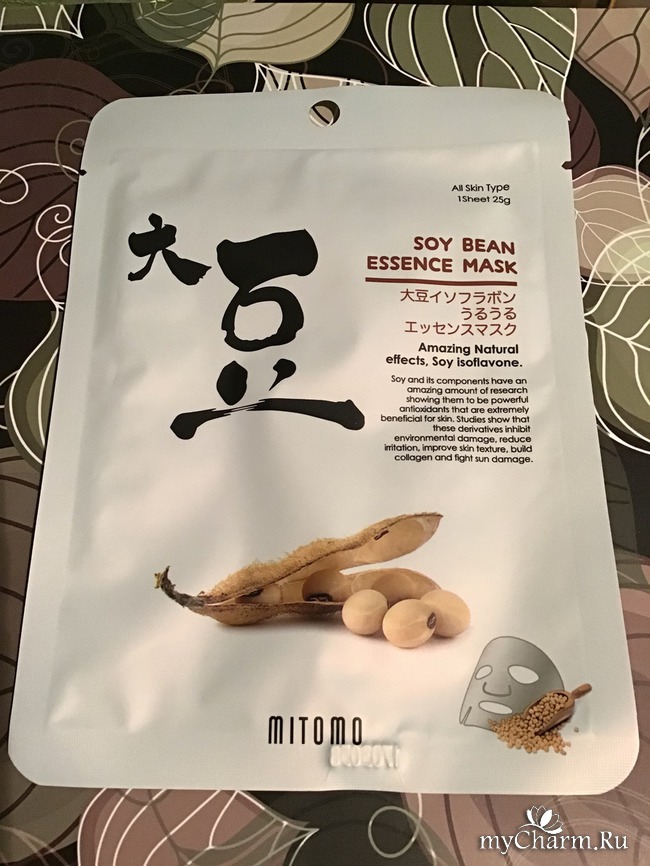 All Skin Type
1Sheet 25g
大豆
SOY BEAN
ESSENCE MASK
大豆イソフラボン
うるうる
エッセンスマスク
Amazing Natural
effects, Soy isoflavone.
Soy and its components have an
amazing amount of research
showing them to be powerful
antioxidants that are extremely
beneficial for skin. Studies show that
these derivatives inhibit
environmental damage, reduce
irritation, improve skin texture, build
collagen and fight sun damage.
MITOMO
myCharm.Ru